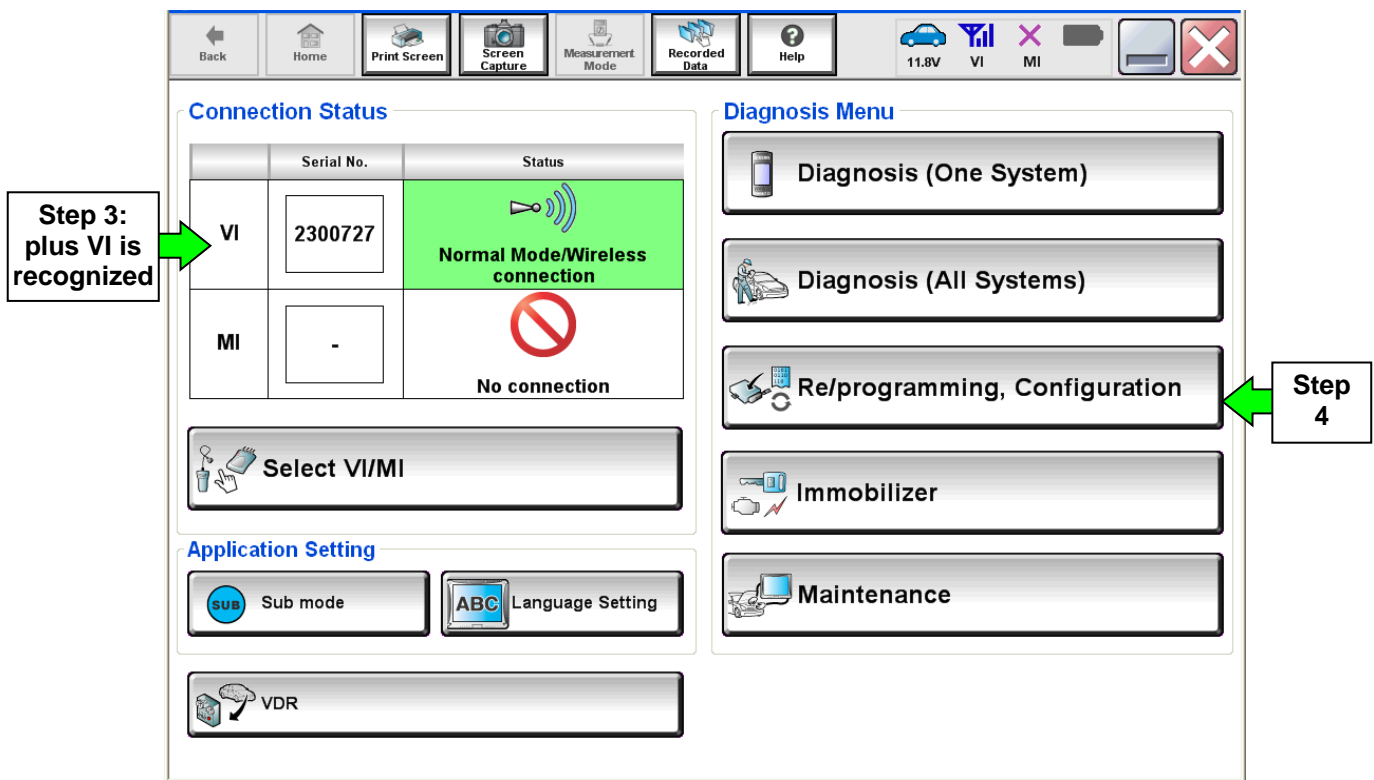 Back
Home
Print Screen
Screen
Capture
Measurement
Mode
Recorded
Data
?
Help
11.8V
VI
MI
Connection Status
Serial No.
Status
VI
2300727
Normal Mode/Wireless
connection
MI
-
No connection
Select VI/MI
Application Setting
SUB
Sub mode
ABC
Language Setting
VDR
Diagnosis Menu
Diagnosis (One System)
Diagnosis (All Systems)
Re/programming, Configuration
Immobilizer
Maintenance
Step 3:
plus VI is
recognized
Step
4